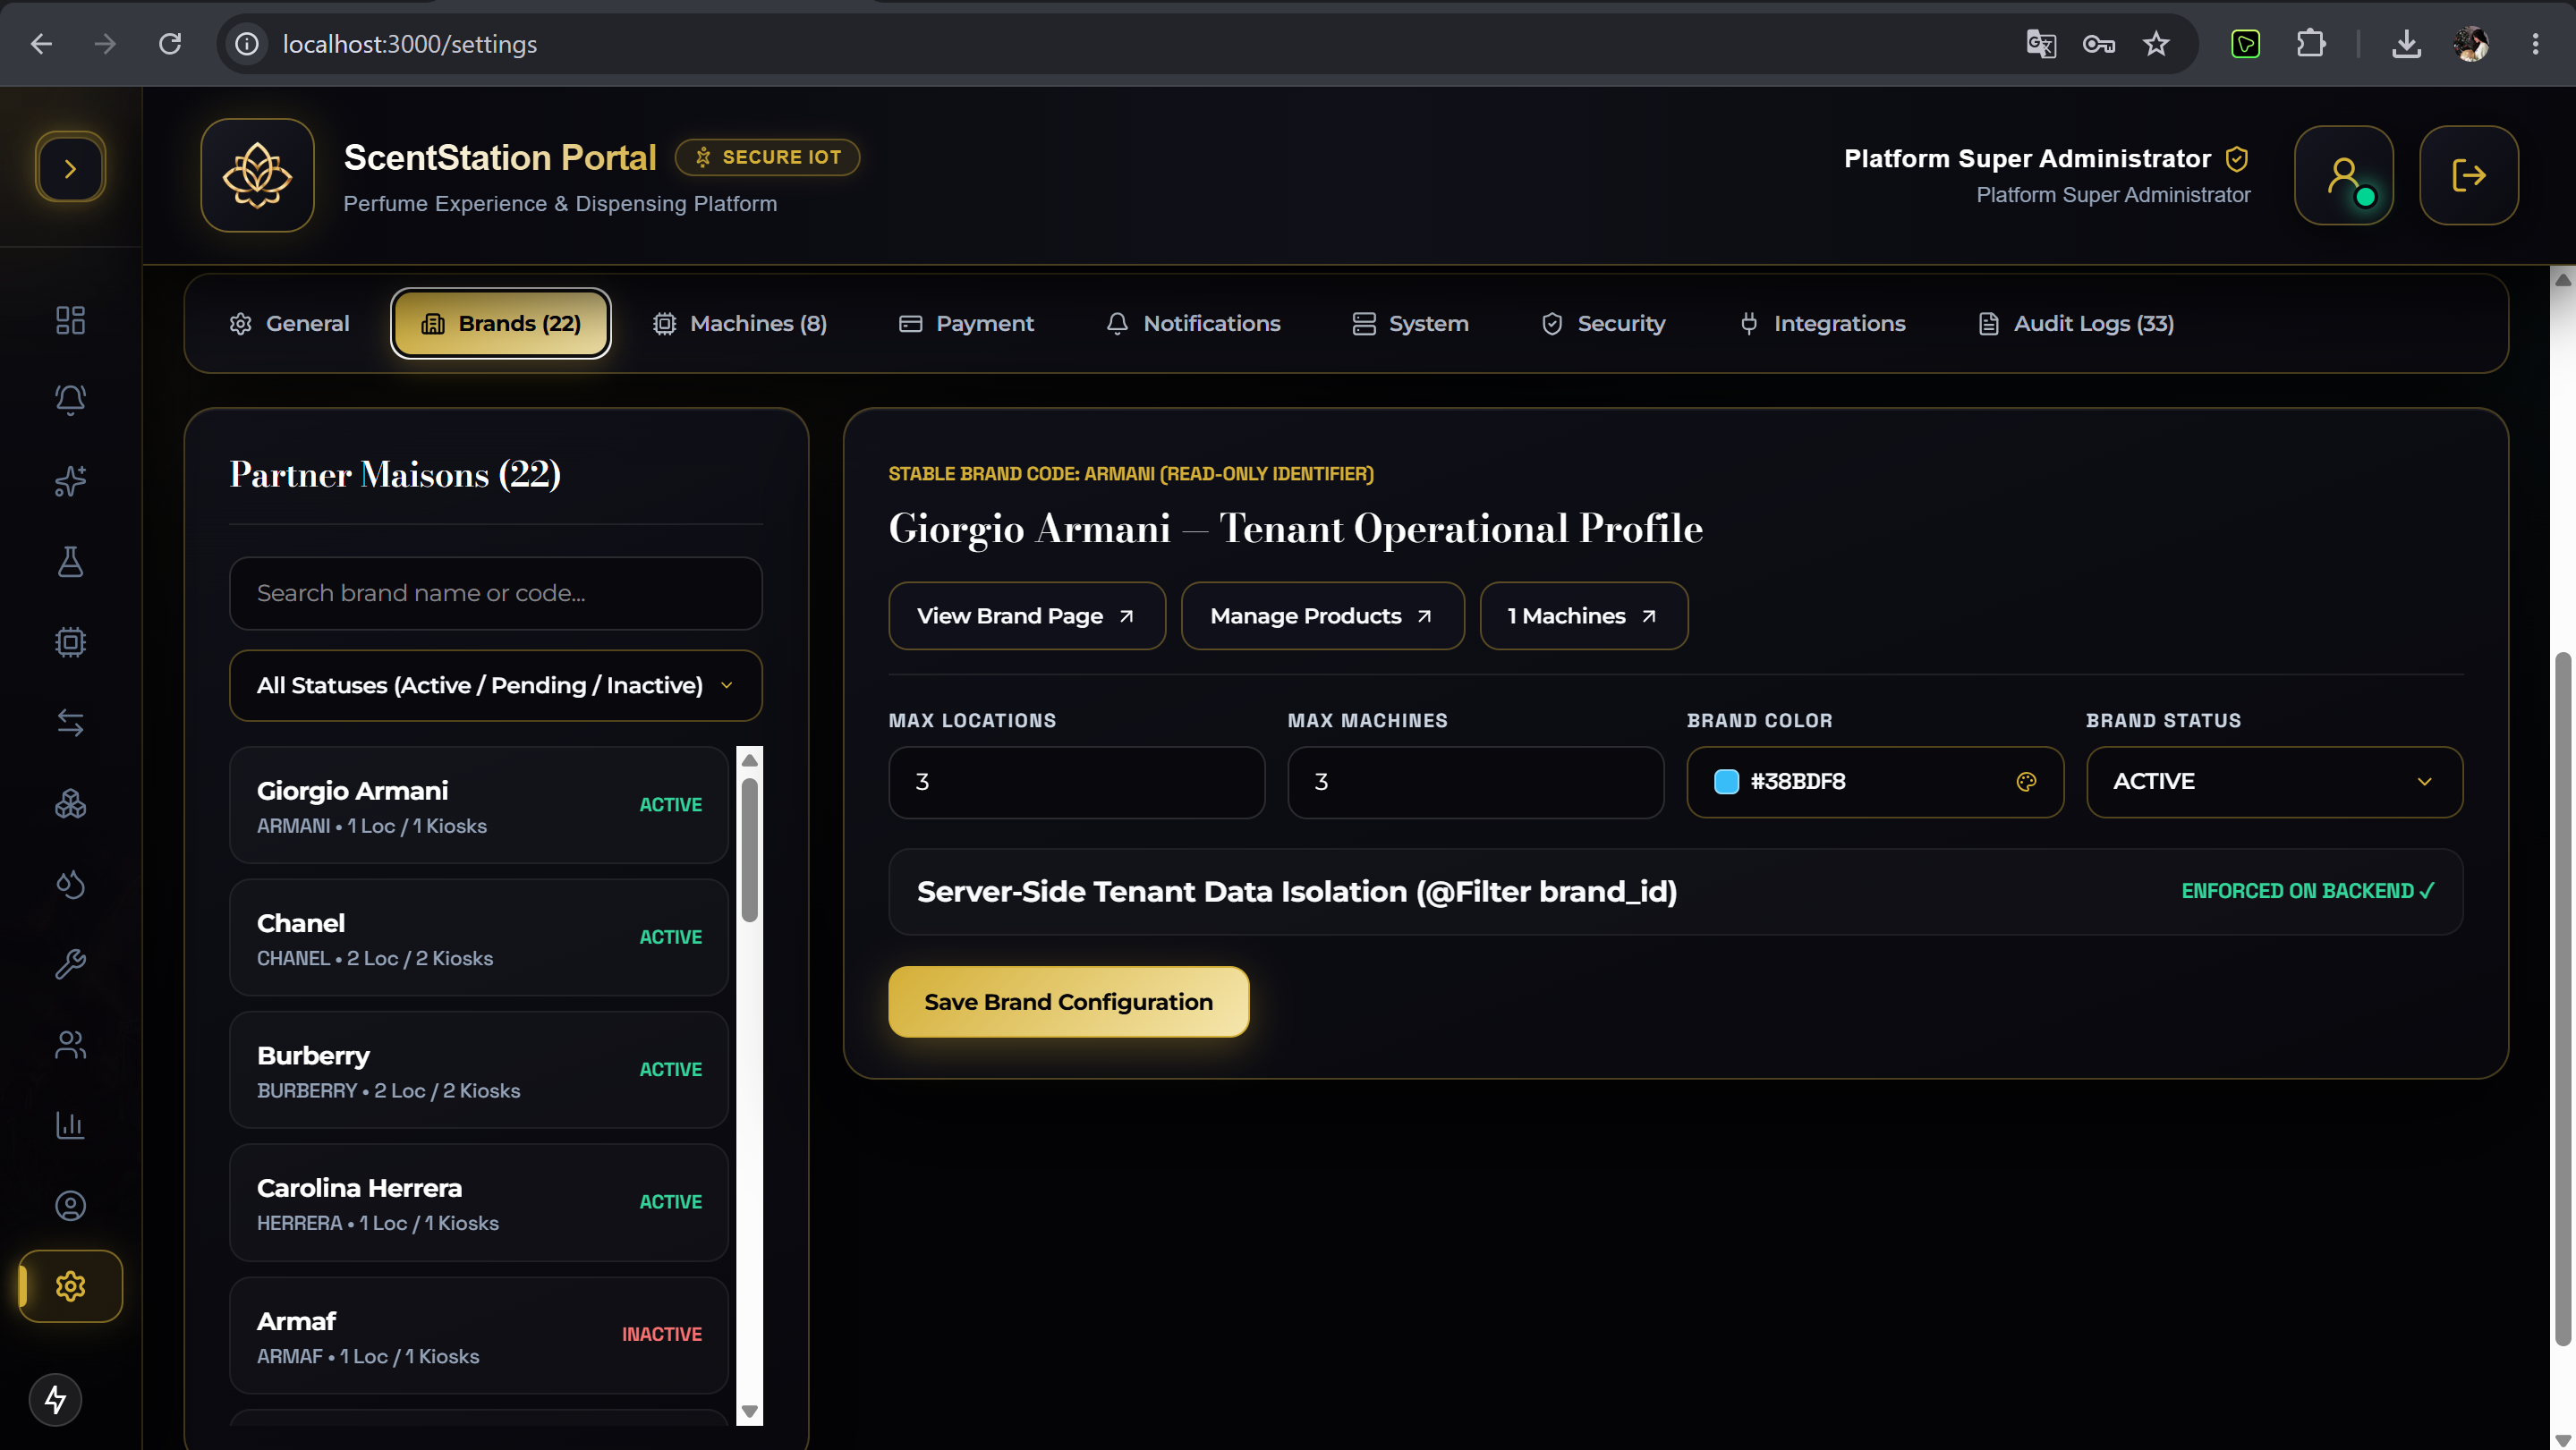 localhost:3000/settings
ScentStation Portal
SECURE IOT
Perfume Experience & Dispensing Platform
Platform Super Administrator
Platform Super Administrator
General
Brands (22)
Machines (8)
Payment
Notifications
System
Security
Integrations
Audit Logs (33)
Partner Maisons (22)
Search brand name or code...
All Statuses (Active / Pending / Inactive)
Giorgio Armani
ARMANI • 1 Loc / 1 Kiosks
ACTIVE
Chanel
CHANEL • 2 Loc / 2 Kiosks
ACTIVE
Burberry
BURBERRY • 2 Loc / 2 Kiosks
ACTIVE
Carolina Herrera
HERRERA • 1 Loc / 1 Kiosks
ACTIVE
Armaf
ARMAF • 1 Loc / 1 Kiosks
INACTIVE
STABLE BRAND CODE: ARMANI (READ-ONLY IDENTIFIER)
Giorgio Armani — Tenant Operational Profile
View Brand Page
Manage Products
1 Machines
MAX LOCATIONS
3
MAX MACHINES
3
BRAND COLOR
#38BDF8
BRAND STATUS
ACTIVE
Server-Side Tenant Data Isolation (@Filter brand_id)
ENFORCED ON BACKEND ✓
Save Brand Configuration